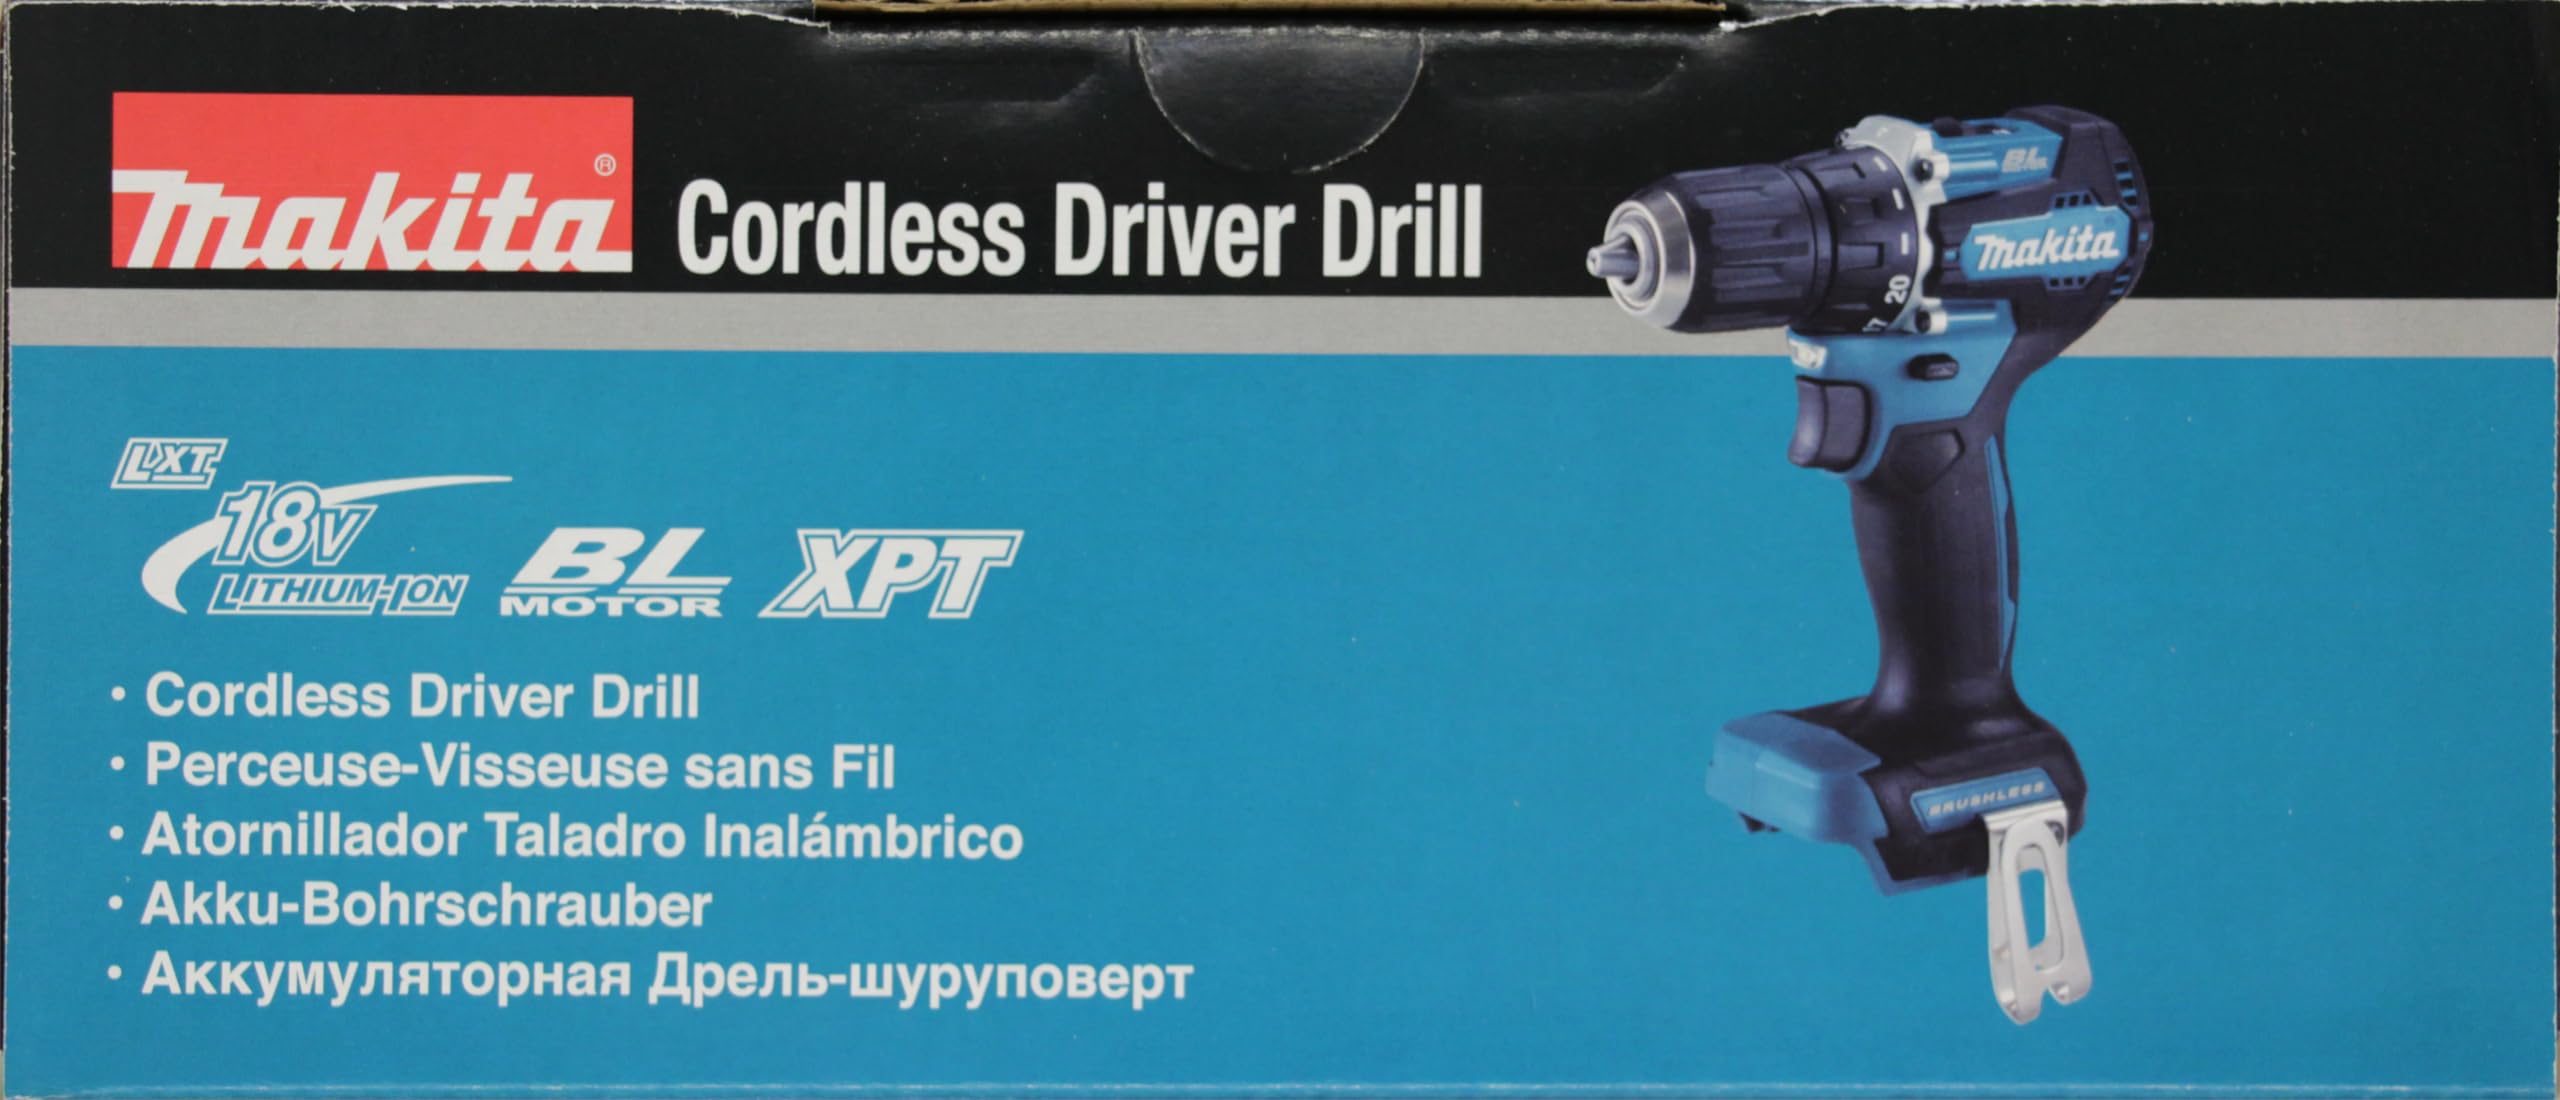 makita®
Cordless Driver Drill
BL
makita
20
17
LXT
18V
LITHIUM-ION
BL
MOTOR
XPT
· Cordless Driver Drill
· Perceuse-Visseuse sans Fil
· Atornillador Taladro Inalámbrico
· Akku-Bohrschrauber
· Аккумуляторная Дрель-шуруповерт
BRUSHLESS